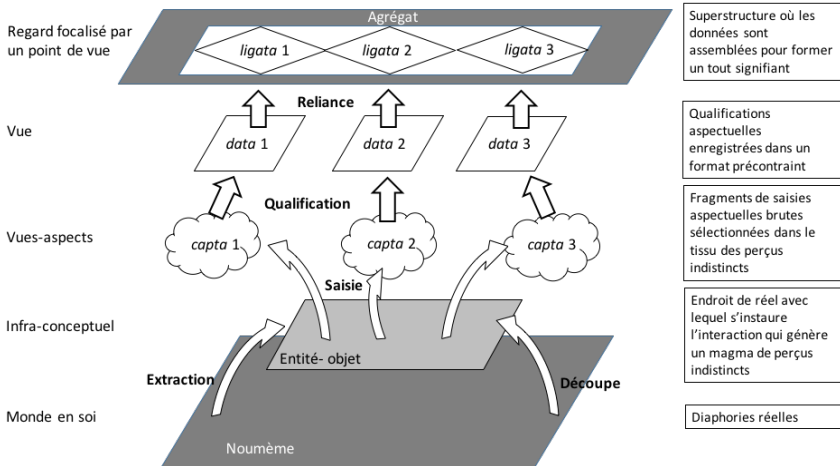 Regard focalisé par
un point de vue
Agrégat
ligata 1
ligata 2
ligata 3
Superstructure où les
données sont
assemblées pour former
un tout signifiant
Reliance
Vue
data 1
data 2
data 3
Qualifications
aspectuelles
enregistrées dans un
format précontraint
Qualification
Vues-aspects
capta 1
capta 2
capta 3
Fragments de saisies
aspectuelles brutes
sélectionnées dans le
tissu des perçus
indistincts
Saisie
Infra-conceptuel
Entité- objet
Endroit de réel avec
lequel s’instaure
l’interaction qui génère
un magma de perçus
indistincts
Extraction
Découpe
Monde en soi
Noumème
Diaphories réelles